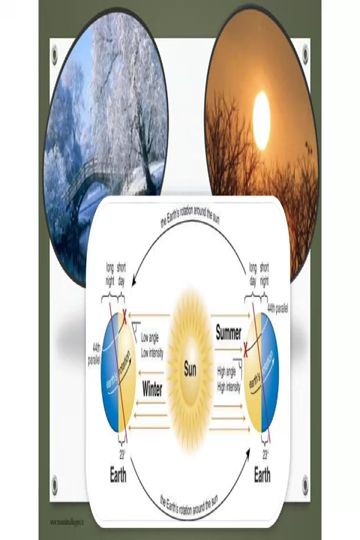 the Earth's rotation around the sun
long
night
short
day
long
night
short
day
44th
parallel
Low angle
Low intensity
Summer
44th parallel
Sun
High angle
High intensity
Winter
23°
Earth
23°
Earth
the Earth's rotation around the sun